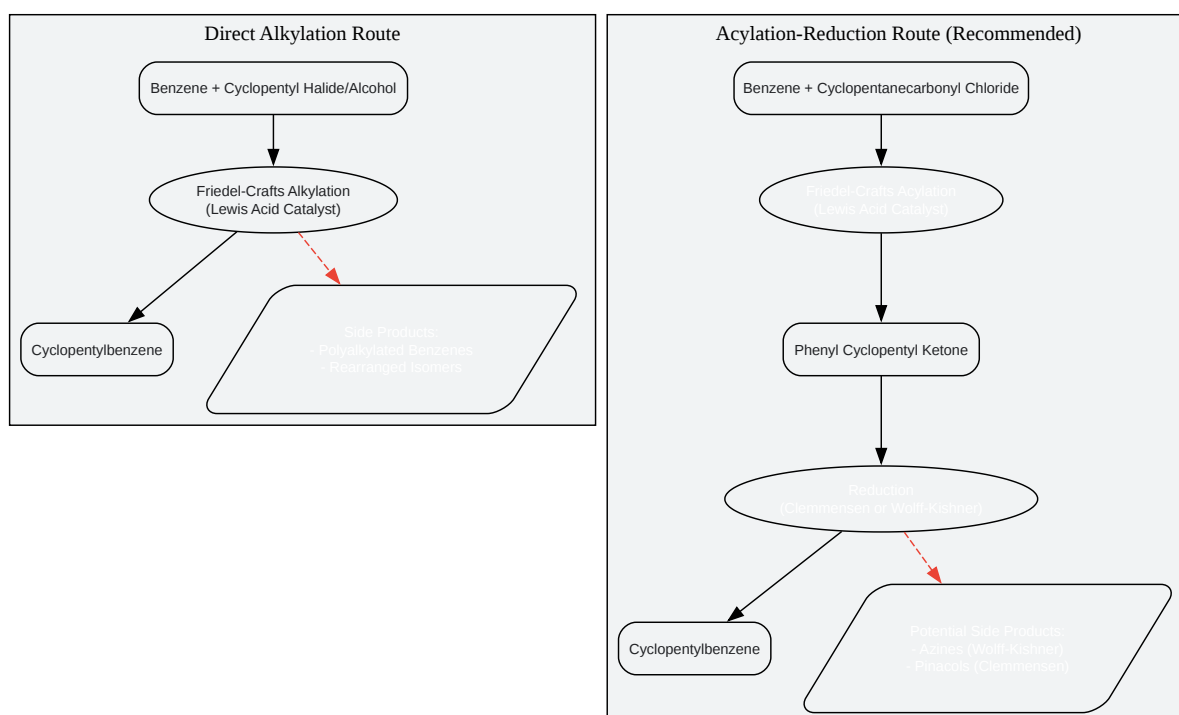 Direct Alkylation Route
Benzene + Cyclopentyl Halide/Alcohol
Friedel-Crafts Alkylation
(Lewis Acid Catalyst)
Cyclopentylbenzene
Side Products:
- Polyalkylated Benzenes
- Rearranged Isomers
Acylation-Reduction Route (Recommended)
Benzene + Cyclopentanecarbonyl Chloride
Friedel-Crafts Acylation
(Lewis Acid Catalyst)
Phenyl Cyclopentyl Ketone
Reduction
(Clemmensen or Wolff-Kishner)
Cyclopentylbenzene
Potential Side Products:
- Azines (Wolff-Kishner)
- Pinacols (Clemmensen)